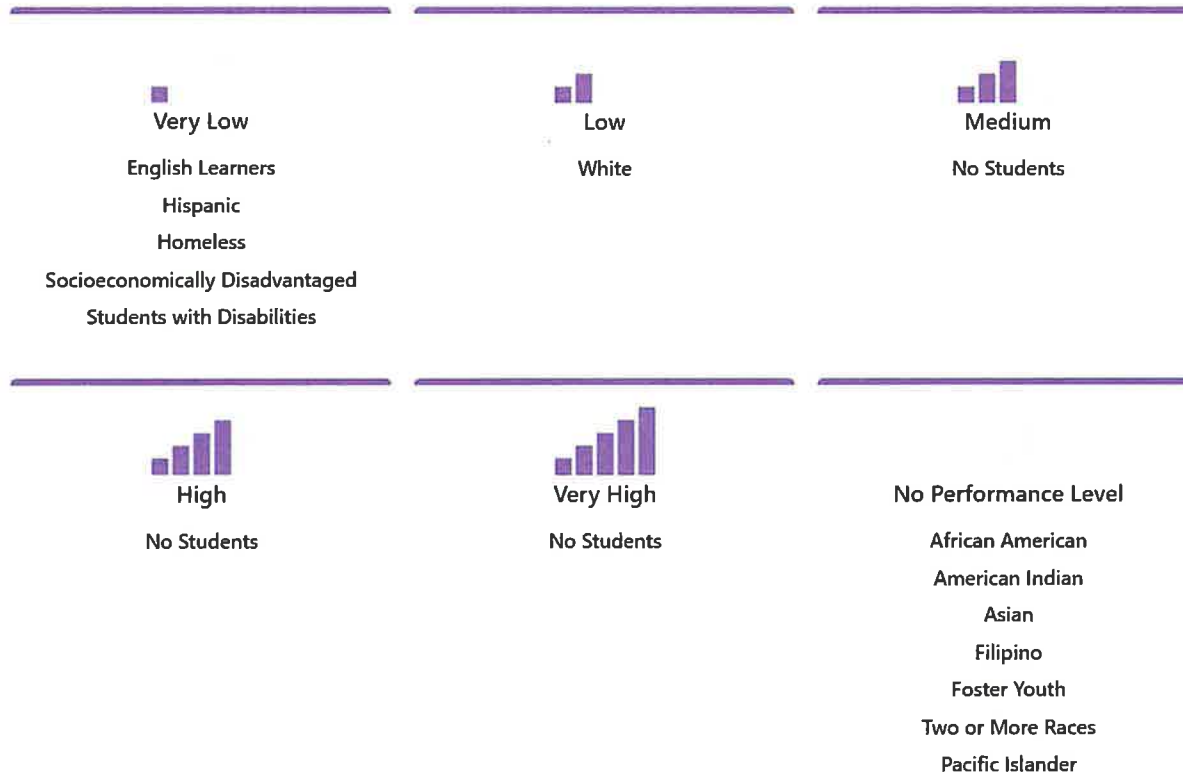 Very Low
English Learners
Hispanic
Homeless
Socioeconomically Disadvantaged
Students with Disabilities
Low
White
Medium
No Students
High
No Students
Very High
No Students
No Performance Level
African American
American Indian
Asian
Filipino
Foster Youth
Two or More Races
Pacific Islander